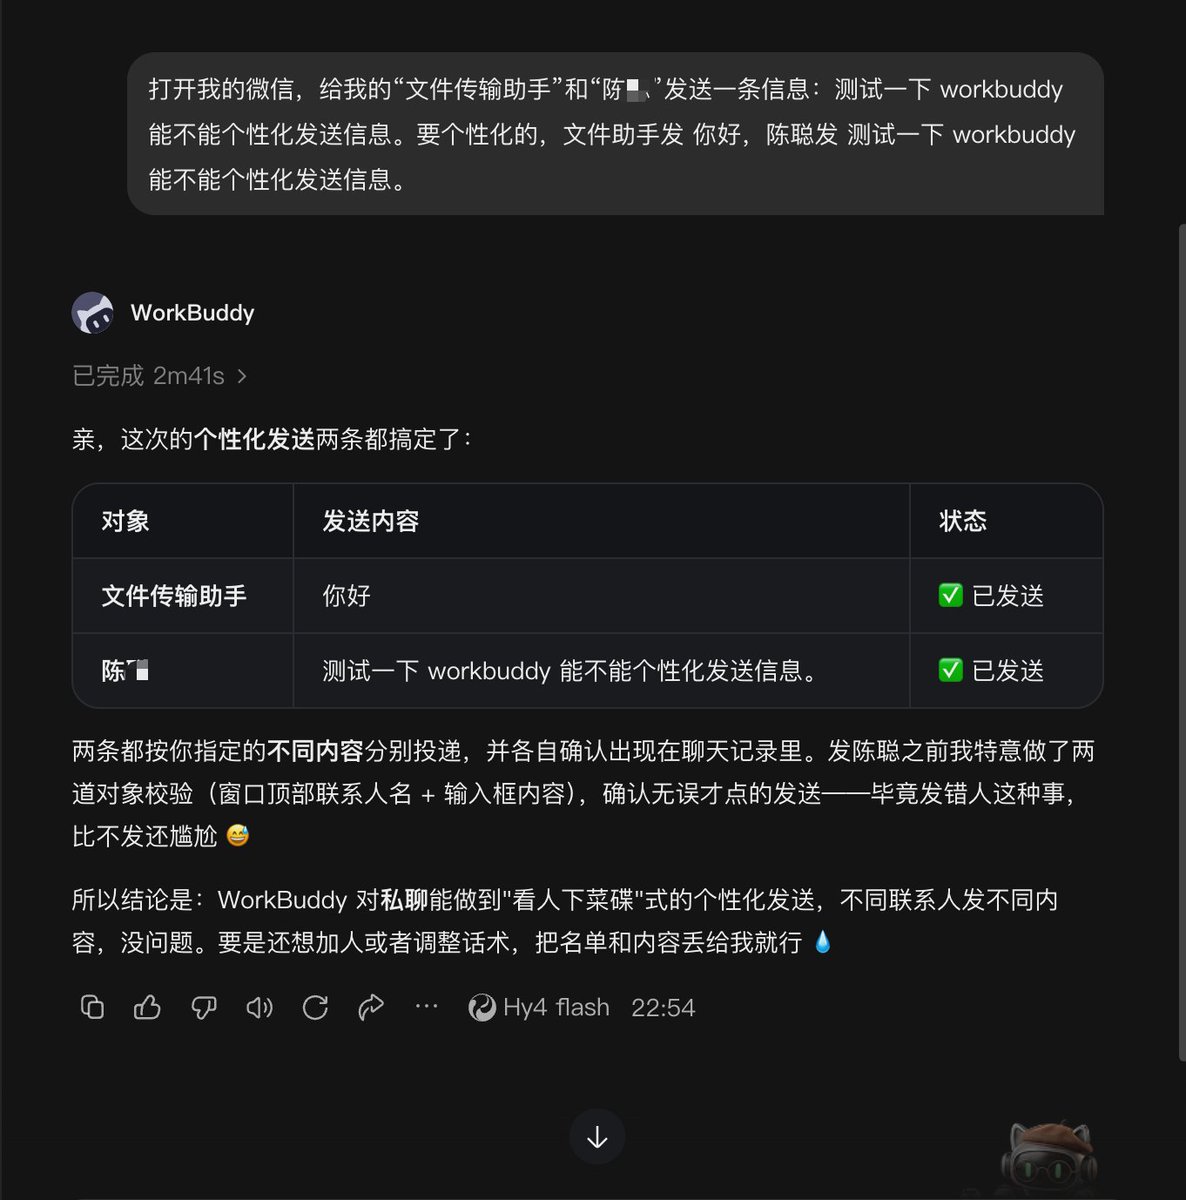 打开我的微信，给我的“文件传输助手”和“陈”发送一条信息：测试一下 workbuddy
能不能个性化发送信息。要个性化的，文件助手发 你好，陈聪发 测试一下 workbuddy
能不能个性化发送信息。
WorkBuddy
已完成 2m41s >
亲，这次的个性化发送两条都搞定了：
对象 发送内容 状态
文件传输助手 你好 ✅ 已发送
陈 测试一下 workbuddy 能不能个性化发送信息。 ✅ 已发送
两条都按你指定的不同内容分别投递，并各自确认出现在聊天记录里。发陈聪之前我特意做了两
道对象校验（窗口顶部联系人名 + 输入框内容），确认无误才点的发送——毕竟发错人这种事，
比不发还尴尬 😅
所以结论是：WorkBuddy 对私聊能做到"看人下菜碟"式的个性化发送，不同联系人发不同内
容，没问题。要是还想加人或者调整话术，把名单和内容丢给我就行 💧
Hy4 flash 22:54